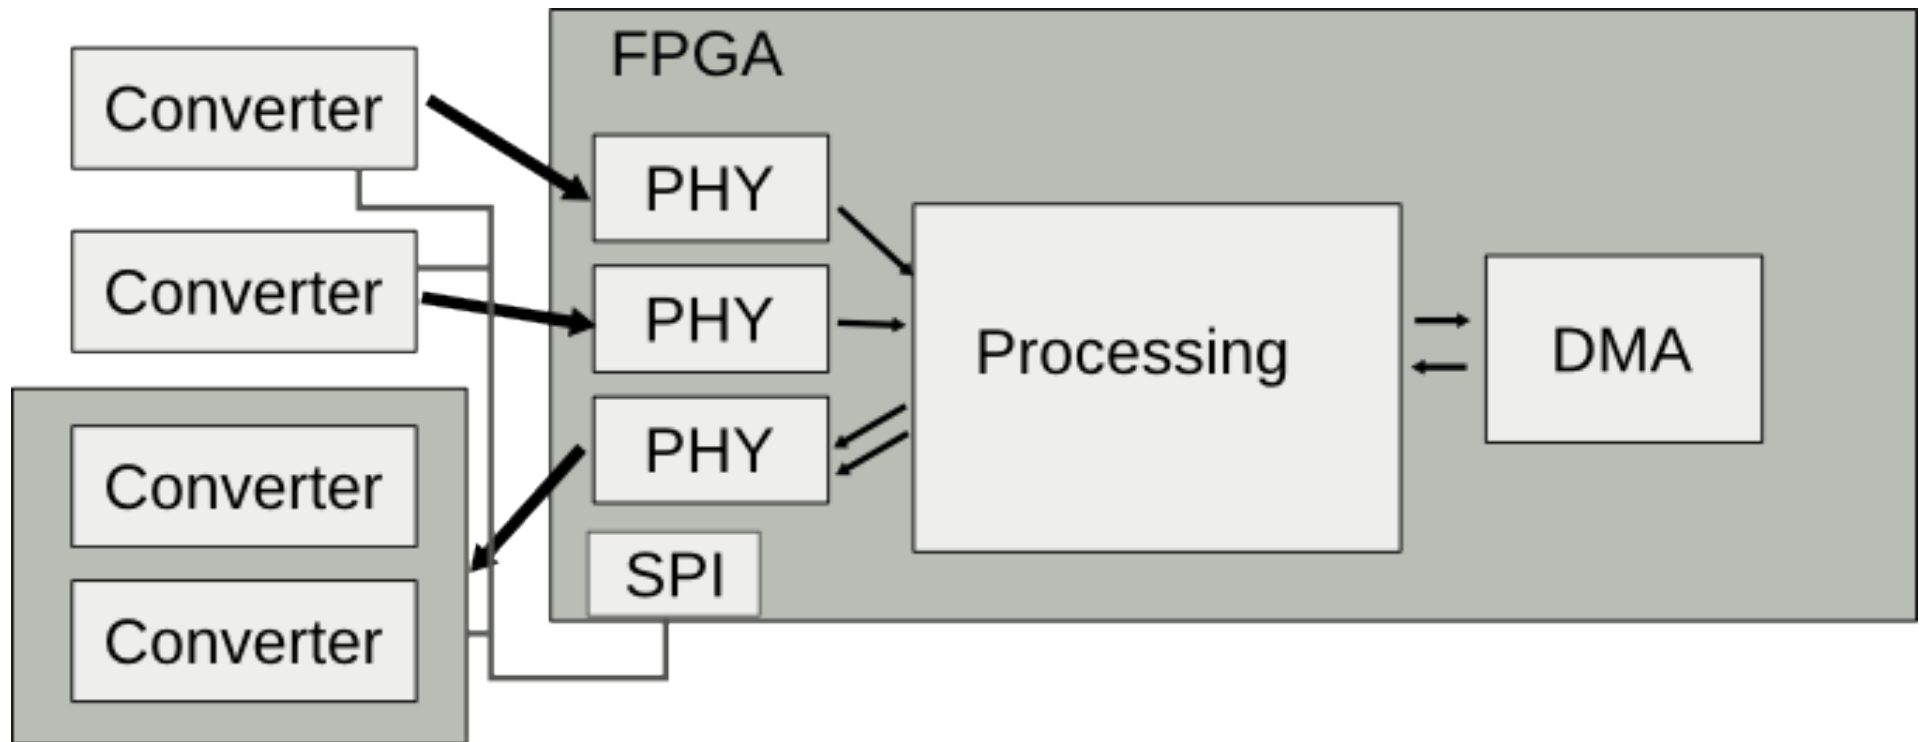 FPGA
Converter
PHY
Converter
PHY
Processing
DMA
Converter
PHY
SPI
Converter